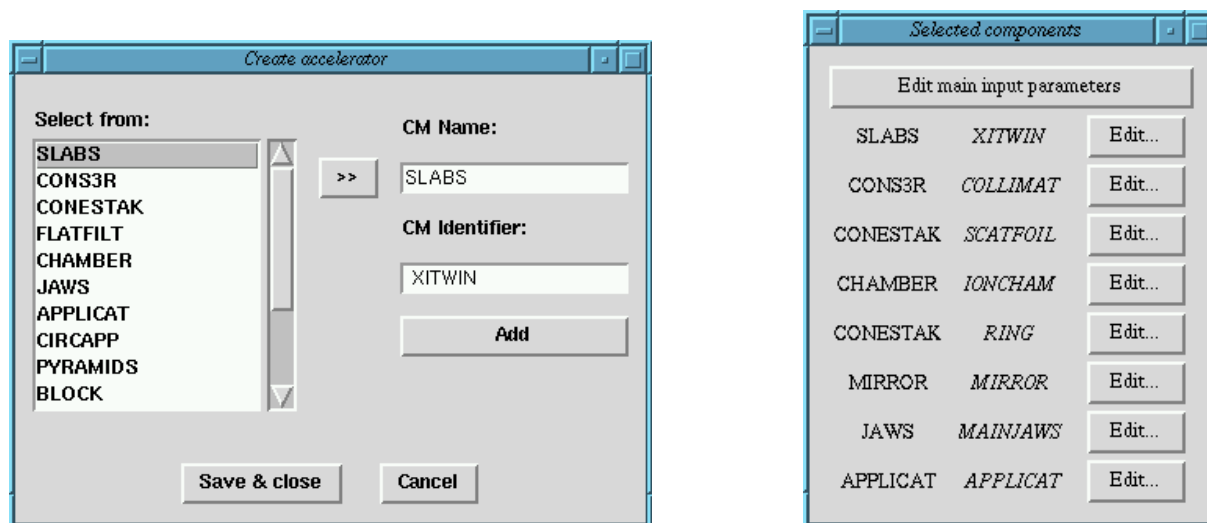 Create accelerator
Select from:
SLABS
CONS3R
CONESTAK
FLATFILT
CHAMBER
JAWS
APPLICAT
CIRCAPP
PYRAMIDS
BLOCK
>>
CM Name:
SLABS
CM Identifier:
XITWIN
Add
Save & close
Cancel
Selected components
Edit main input parameters
SLABS XITWIN Edit...
CONS3R COLLIMAT Edit...
CONESTAK SCATFOIL Edit...
CHAMBER IONCHAM Edit...
CONESTAK RING Edit...
MIRROR MIRROR Edit...
JAWS MAINJAWS Edit...
APPLICAT APPLICAT Edit...